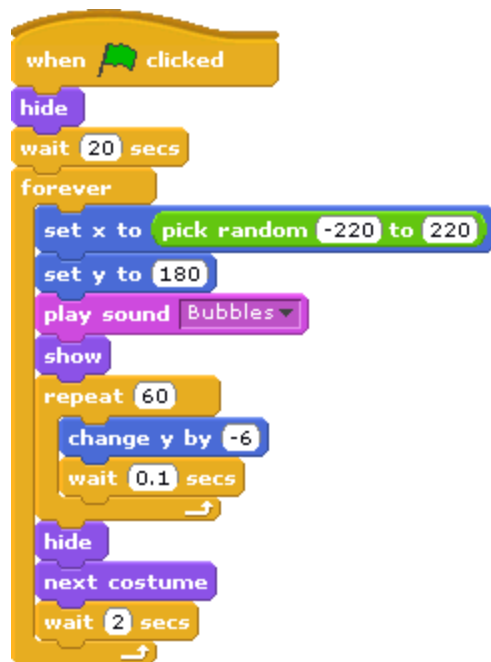 when clicked
hide
wait 20 secs
forever
set x to pick random -220 to 220
set y to 180
play sound Bubbles
show
repeat 60
change y by -6
wait 0.1 secs
hide
next costume
wait 2 secs